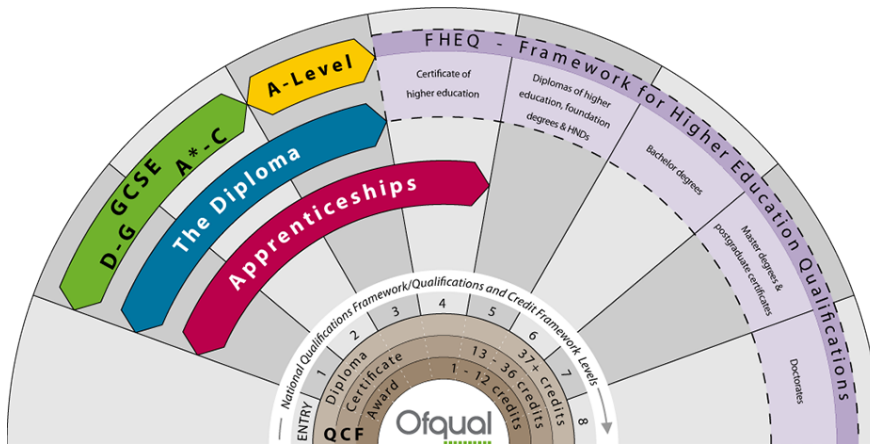 FHEQ - Framework for Higher Education Qualifications
A-Level
Certificate of
higher education
Diplomas of higher
education, foundation
degrees & HNDs
Bachelor degrees
Master degrees &
postgraduate certificates
Doctorates
GCSE
D-G A*-C
The Diploma
Apprenticeships
National Qualifications Framework/Qualifications and Credit Framework Levels
ENTRY 1 2 3 4 5 6 7 8
Diploma 37+ credits
Certificate 13 - 36 credits
Award 1 - 12 credits
QCF
Ofqual